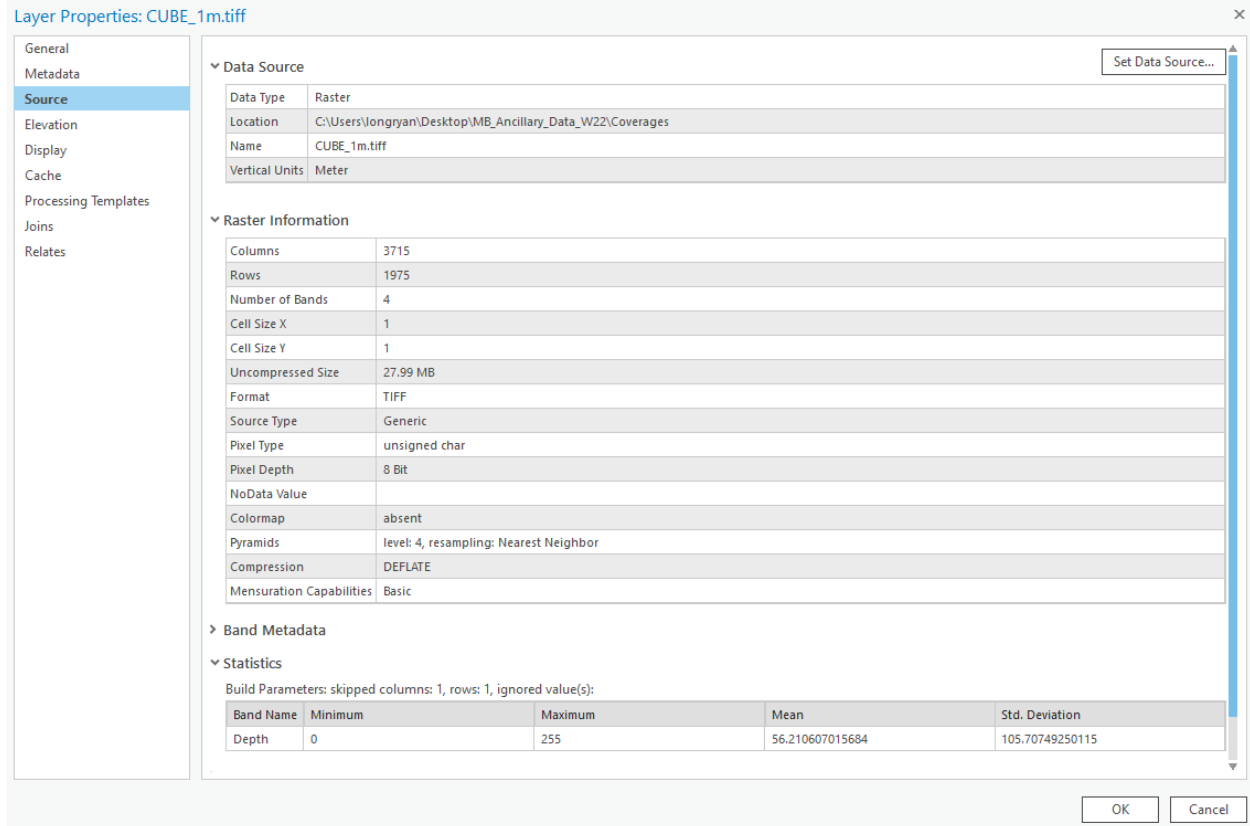 Layer Properties: CUBE_1m.tiff
General
Metadata
Source
Elevation
Display
Cache
Processing Templates
Joins
Relates
Set Data Source...
Data Source
Data Type Raster
Location C:\Users\longryan\Desktop\MB_Ancillary_Data_W22\Coverages
Name CUBE_1m.tiff
Vertical Units Meter
Raster Information
Columns 3715
Rows 1975
Number of Bands 4
Cell Size X 1
Cell Size Y 1
Uncompressed Size 27.99 MB
Format TIFF
Source Type Generic
Pixel Type unsigned char
Pixel Depth 8 Bit
NoData Value
Colormap absent
Pyramids level: 4, resampling: Nearest Neighbor
Compression DEFLATE
Mensuration Capabilities Basic
Band Metadata
Statistics
Build Parameters: skipped columns: 1, rows: 1, ignored value(s):
Band Name Minimum Maximum Mean Std. Deviation
Depth 0 255 56.210607015684 105.70749250115
OK Cancel